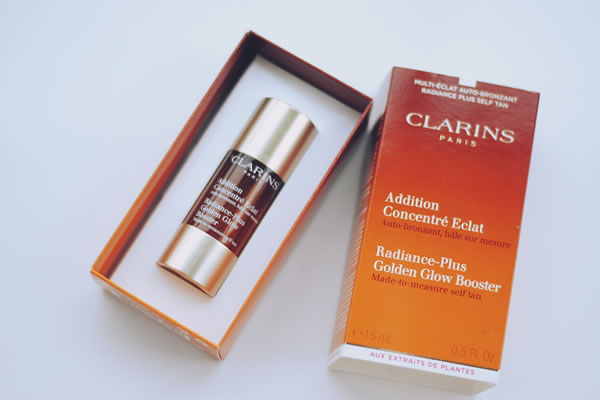 CLARINS
PARIS
Addition
Concentré Eclat
Radiance-Plus
Golden Glow
Booster
MULTI-ÉCLAT AUTO-BRONZANT
RADIANCE PLUS SELF TAN
CLARINS
PARIS
Addition
Concentré Eclat
Auto-bronzant, hâle sur mesure
Radiance-Plus
Golden Glow Booster
Made-to-measure self tan
e 15 mL
0.5 Fl. Oz.
AUX EXTRAITS DE PLANTES